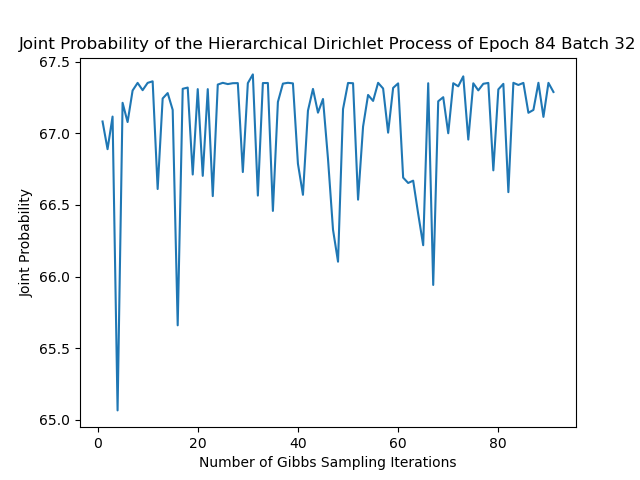 Joint Probability of the Hierarchical Dirichlet Process of Epoch 84 Batch 32
67.5
67.0
66.5
66.0
65.5
65.0
Joint Probability
0 20 40 60 80
Number of Gibbs Sampling Iterations